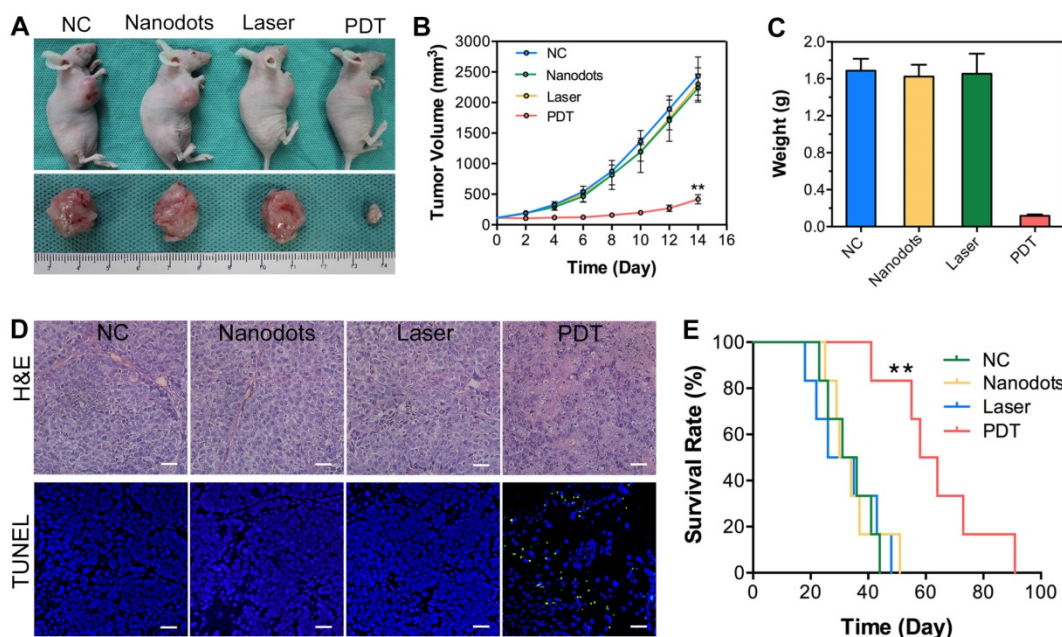 A
NC Nanodots Laser PDT
B
Tumor Volume (mm³)
3000
2500
2000
1500
1000
500
0
NC
Nanodots
Laser
PDT
**
0 2 4 6 8 10 12 14 16
Time (Day)
C
Weight (g)
2.0
1.6
1.2
0.8
0.4
0.0
NC Nanodots Laser PDT
D
NC Nanodots Laser PDT
H&E
TUNEL
E
Survival Rate (%)
100
80
60
40
20
0
**
NC
Nanodots
Laser
PDT
0 20 40 60 80 100
Time (Day)